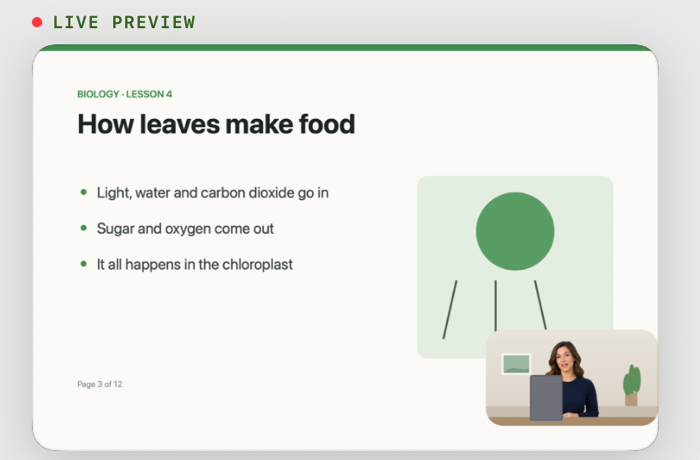 LIVE PREVIEW
BIOLOGY · LESSON 4
How leaves make food
Light, water and carbon dioxide go in
Sugar and oxygen come out
It all happens in the chloroplast
Page 3 of 12